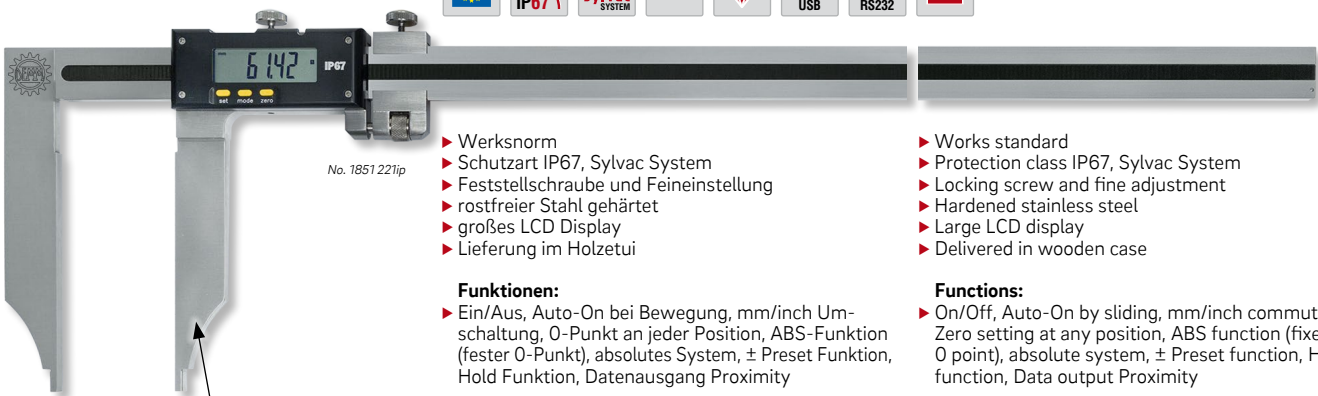 IP67
SYSTEM
USB
RS232
61.42
IP67
set mode zero
No. 1851 221ip
▶ Werksnorm
▶ Schutzart IP67, Sylvac System
▶ Feststellschraube und Feineinstellung
▶ rostfreier Stahl gehärtet
▶ großes LCD Display
▶ Lieferung im Holzetui
Funktionen:
▶ Ein/Aus, Auto-On bei Bewegung, mm/inch Um-
schaltung, 0-Punkt an jeder Position, ABS-Funktion
(fester 0-Punkt), absolutes System, ± Preset Funktion,
Hold Funktion, Datenausgang Proximity
▶ Works standard
▶ Protection class IP67, Sylvac System
▶ Locking screw and fine adjustment
▶ Hardened stainless steel
▶ Large LCD display
▶ Delivered in wooden case
Functions:
▶ On/Off, Auto-On by sliding, mm/inch commut
Zero setting at any position, ABS function (fixe
0 point), absolute system, ± Preset function, H
function, Data output Proximity